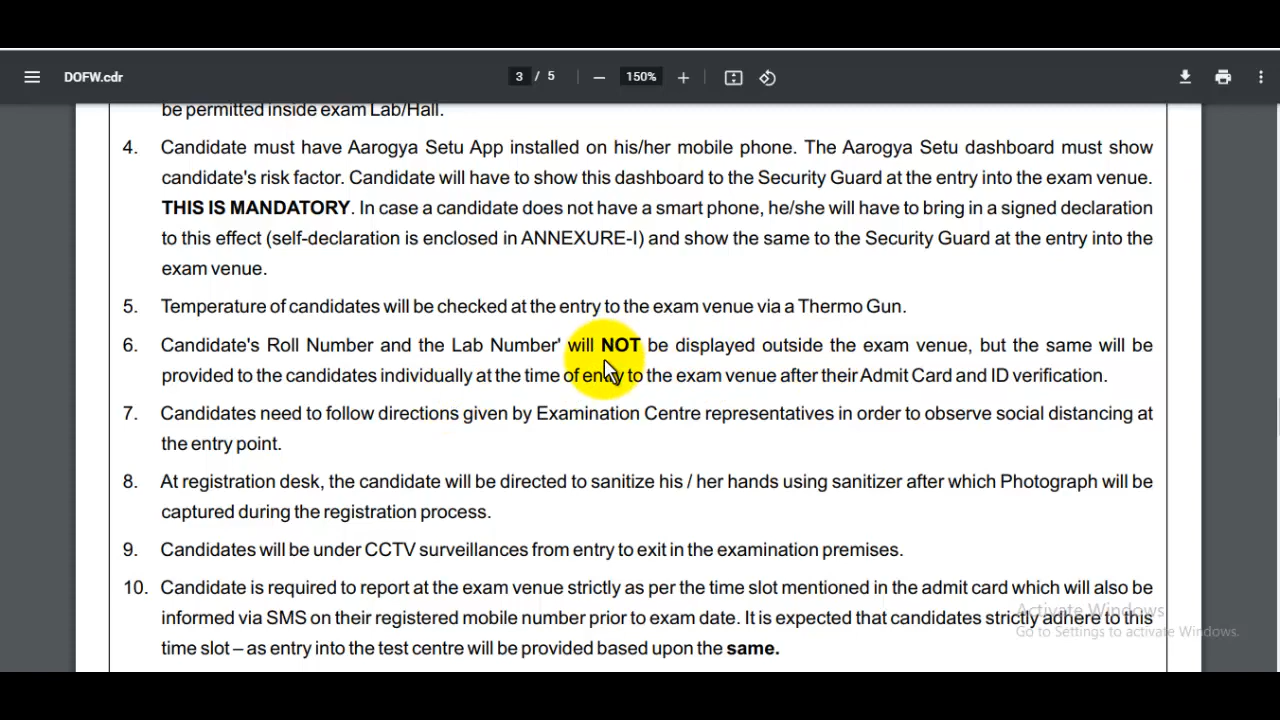 DOFW.cdr
3 / 5
150%
be permitted inside exam Lab/Hall.
4. Candidate must have Aarogya Setu App installed on his/her mobile phone. The Aarogya Setu dashboard must show
candidate's risk factor. Candidate will have to show this dashboard to the Security Guard at the entry into the exam venue.
THIS IS MANDATORY. In case a candidate does not have a smart phone, he/she will have to bring in a signed declaration
to this effect (self-declaration is enclosed in ANNEXURE-I) and show the same to the Security Guard at the entry into the
exam venue.
5. Temperature of candidates will be checked at the entry to the exam venue via a Thermo Gun.
6. Candidate's Roll Number and the Lab Number' will NOT be displayed outside the exam venue, but the same will be
provided to the candidates individually at the time of entry to the exam venue after their Admit Card and ID verification.
7. Candidates need to follow directions given by Examination Centre representatives in order to observe social distancing at
the entry point.
8. At registration desk, the candidate will be directed to sanitize his / her hands using sanitizer after which Photograph will be
captured during the registration process.
9. Candidates will be under CCTV surveillances from entry to exit in the examination premises.
10. Candidate is required to report at the exam venue strictly as per the time slot mentioned in the admit card which will also be
informed via SMS on their registered mobile number prior to exam date. It is expected that candidates strictly adhere to this
time slot – as entry into the test centre will be provided based upon the same.
Activate Windows
Go to Settings to activate Windows.